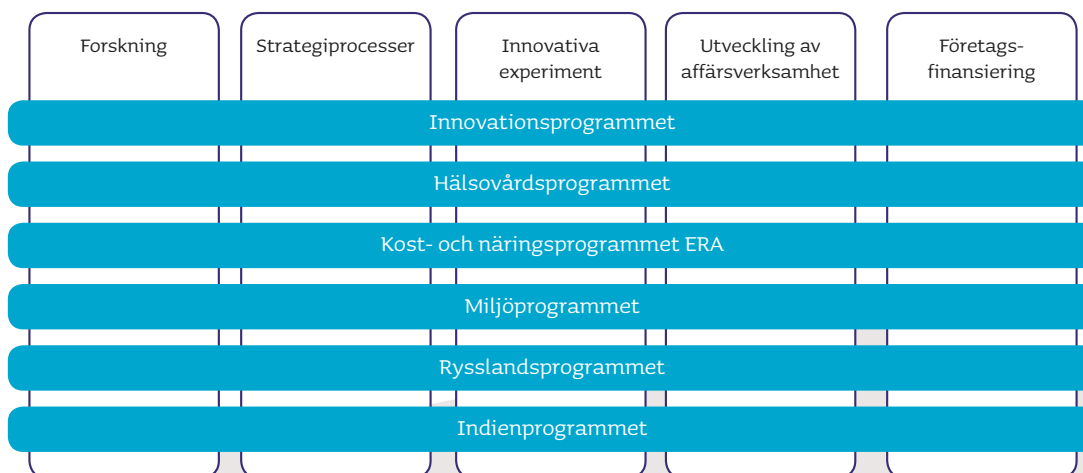 Forskning
Strategiprocesser
Innovativa
experiment
Utveckling av
affärsverksamhet
Företags-
finansiering
Innovationsprogrammet
Hälsovårdsprogrammet
Kost- och näringsprogrammet ERA
Miljöprogrammet
Rysslandsprogrammet
Indienprogrammet